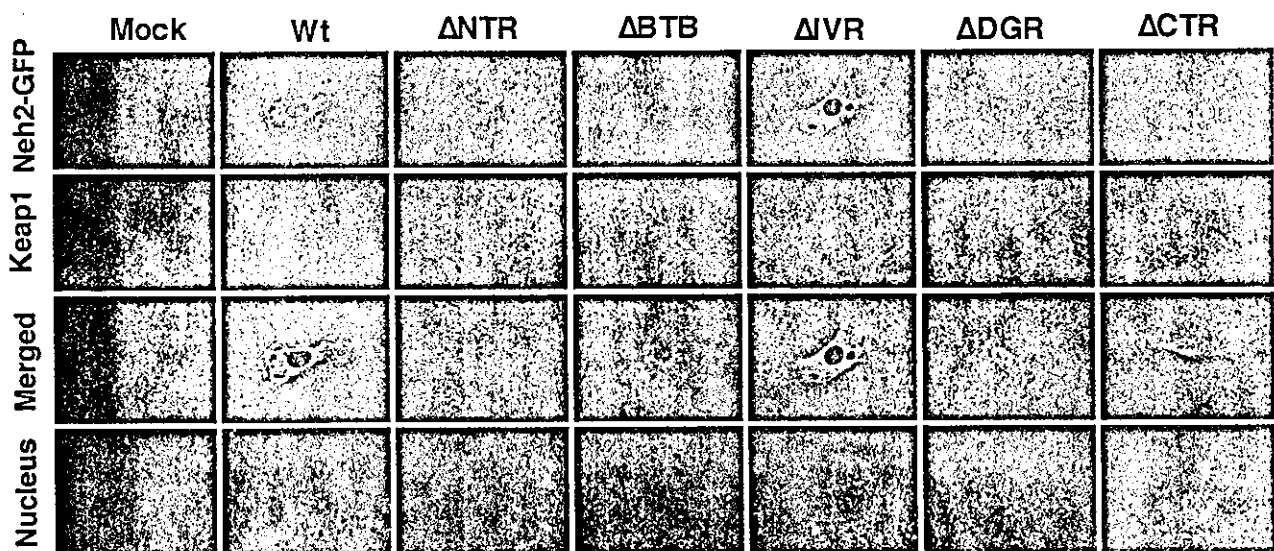 Mock Wt ΔNTR ΔBTB ΔIVR ΔDGR ΔCTR
Neh2-GFP
Keap1
Merged
Nucleus